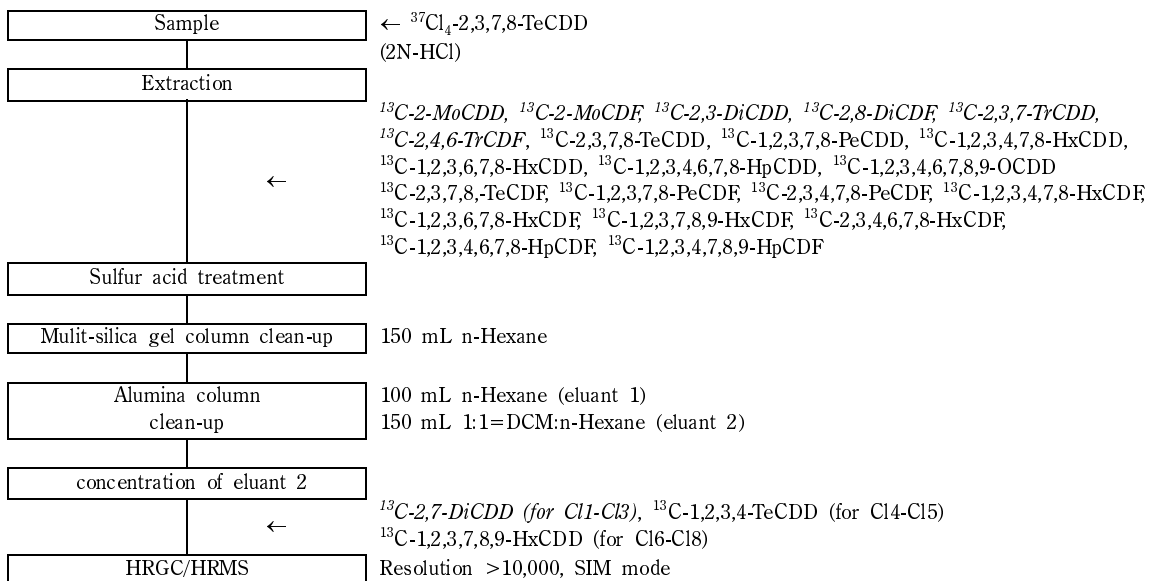 Sample ← ³⁷Cl₄-2,3,7,8-TeCDD
(2N-HCl)
Extraction
¹³C-2-MoCDD, ¹³C-2-MoCDF, ¹³C-2,3-DiCDD, ¹³C-2,8-DiCDF, ¹³C-2,3,7-TrCDD,
¹³C-2,4,6-TrCDF, ¹³C-2,3,7,8-TeCDD, ¹³C-1,2,3,7,8-PeCDD, ¹³C-1,2,3,4,7,8-HxCDD,
¹³C-1,2,3,6,7,8-HxCDD, ¹³C-1,2,3,4,6,7,8-HpCDD, ¹³C-1,2,3,4,6,7,8,9-OCDD
← ¹³C-2,3,7,8,-TeCDF, ¹³C-1,2,3,7,8-PeCDF, ¹³C-2,3,4,7,8-PeCDF, ¹³C-1,2,3,4,7,8-HxCDF,
¹³C-1,2,3,6,7,8-HxCDF, ¹³C-1,2,3,7,8,9-HxCDF, ¹³C-2,3,4,6,7,8-HxCDF,
¹³C-1,2,3,4,6,7,8-HpCDF, ¹³C-1,2,3,4,7,8,9-HpCDF
Sulfur acid treatment
Mulit-silica gel column clean-up 150 mL n-Hexane
Alumina column 100 mL n-Hexane (eluant 1)
clean-up 150 mL 1:1=DCM:n-Hexane (eluant 2)
concentration of eluant 2
← ¹³C-2,7-DiCDD (for Cl1-Cl3), ¹³C-1,2,3,4-TeCDD (for Cl4-Cl5)
¹³C-1,2,3,7,8,9-HxCDD (for Cl6-Cl8)
HRGC/HRMS Resolution >10,000, SIM mode